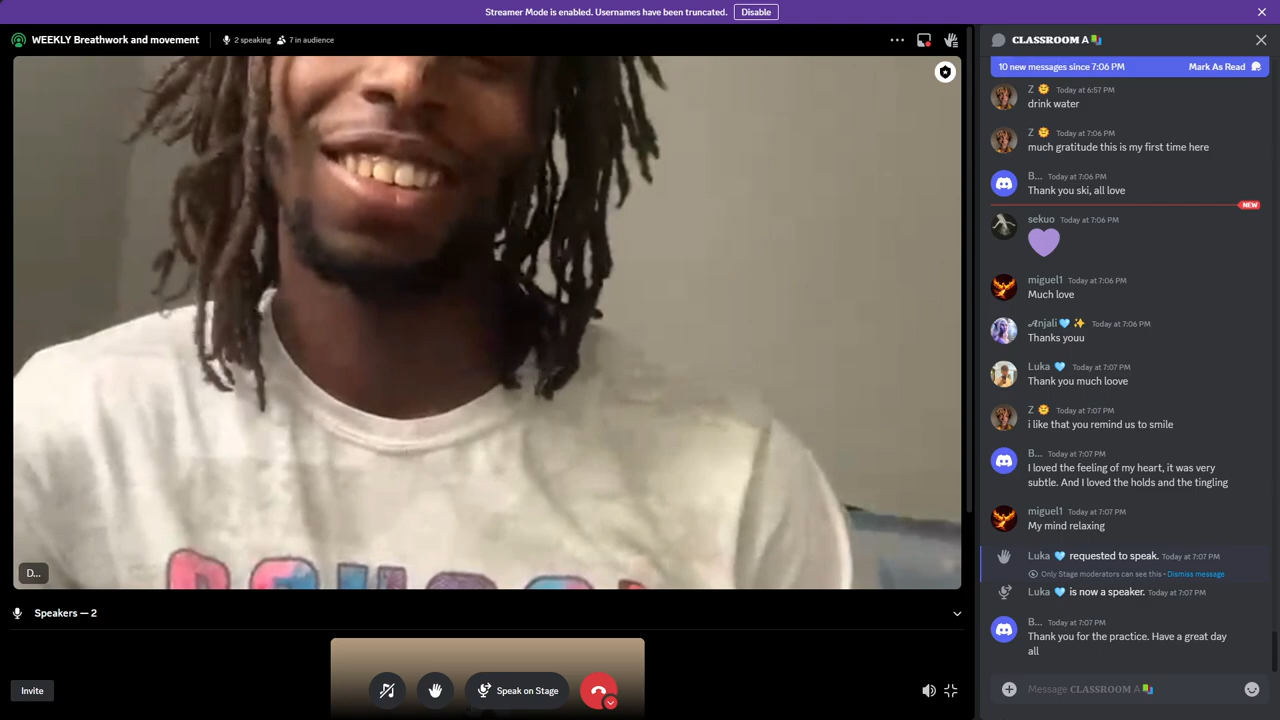 Streamer Mode is enabled. Usernames have been truncated. Disable
WEEKLY Breathwork and movement 2 speaking 7 in audience
D...
Speakers — 2
Invite
Speak on Stage
CLASSROOM A
10 new messages since 7:06 PM Mark As Read
Z Today at 6:57 PM
drink water
Z Today at 7:06 PM
much gratitude this is my first time here
B... Today at 7:06 PM
Thank you ski, all love
NEW
sekuo Today at 7:06 PM
miguel1 Today at 7:06 PM
Much love
𝒜njali Today at 7:06 PM
Thanks youu
Luka Today at 7:07 PM
Thank you much loove
Z Today at 7:07 PM
i like that you remind us to smile
B... Today at 7:07 PM
I loved the feeling of my heart, it was very
subtle. And I loved the holds and the tingling
miguel1 Today at 7:07 PM
My mind relaxing
Luka requested to speak. Today at 7:07 PM
Only Stage moderators can see this • Dismiss message
Luka is now a speaker. Today at 7:07 PM
B... Today at 7:07 PM
Thank you for the practice. Have a great day
all
Message CLASSROOM A